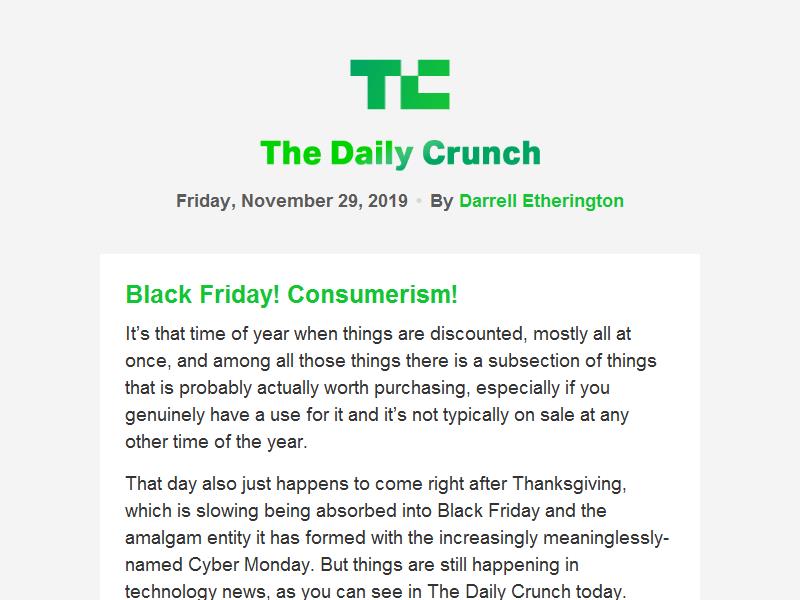 TC
The Daily Crunch
Friday, November 29, 2019 • By Darrell Etherington
Black Friday! Consumerism!
It’s that time of year when things are discounted, mostly all at
once, and among all those things there is a subsection of things
that is probably actually worth purchasing, especially if you
genuinely have a use for it and it’s not typically on sale at any
other time of the year.
That day also just happens to come right after Thanksgiving,
which is slowing being absorbed into Black Friday and the
amalgam entity it has formed with the increasingly meaninglessly-
named Cyber Monday. But things are still happening in
technology news, as you can see in The Daily Crunch today.